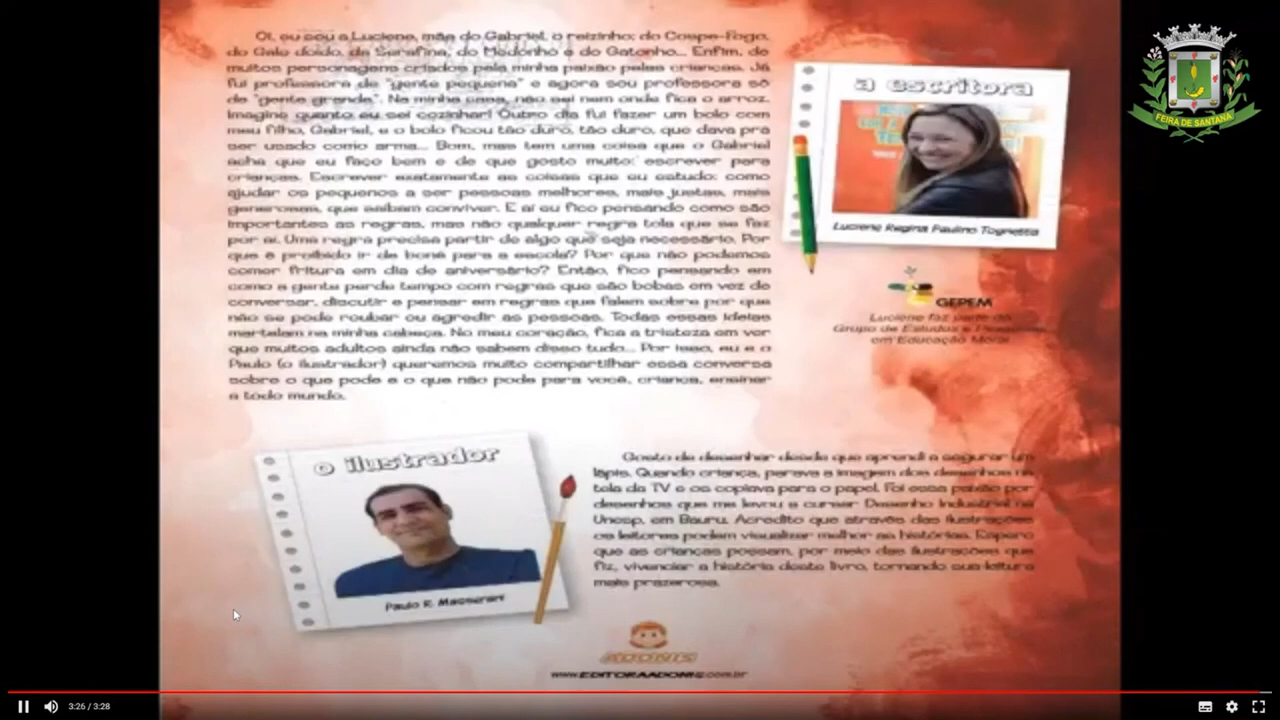 Oi, eu sou a Luciene, mãe do Gabriel, o reizinho; do Cospe-fogo,
do Galo doido, da Serafina, do Medonho e do Gatonho... Enfim, de
muitos personagens criados pela minha paixão pelas crianças. Já
fui professora de "gente pequena" e agora sou professora só
de "gente grande". Na minha casa, não sei nem onde fica o arroz.
Imagine quanto eu sei cozinhar! Outro dia fui fazer um bolo com
meu filho, Gabriel, e o bolo ficou tão duro, tão duro, que dava pra
ser usado como arma... Bom, mas tem uma coisa que o Gabriel
acha que eu faço bem e de que gosto muito: escrever para
crianças. Escrever exatamente as coisas que eu estudo: como
ajudar os pequenos a ser pessoas melhores, mais justas, mais
generosas, que saibam conviver. E aí eu fico pensando como são
importantes as regras, mas não qualquer regra tola que se faz
por aí. Uma regra precisa partir de algo que seja necessário. Por
que é proibido ir de boné para a escola? Por que não podemos
comer fritura em dia de aniversário? Então, fico pensando em
como a gente perde tempo com regras que são bobas em vez de
conversar, discutir e pensar em regras que falem sobre por que
não se pode roubar ou agredir as pessoas. Todas essas ideias
martelam na minha cabeça. No meu coração, fica a tristeza em ver
que muitos adultos ainda não sabem disso tudo... Por isso, eu e o
Paulo (o ilustrador) queremos muito compartilhar essa conversa
sobre o que pode e o que não pode para você, criança, ensinar
a todo mundo.
a escritora
Luciene Regina Paulino Tognetta
GEPEM
Luciene faz parte do
Grupo de Estudos e Pesquisas
em Educação Moral
FEIRA DE SANTANA
o ilustrador
Paulo R. Masserani
Gosto de desenhar desde que aprendi a segurar um
lápis. Quando criança, parava a imagem dos desenhos na
tela da TV e os copiava para o papel. Foi essa paixão por
desenhos que me levou a cursar Desenho Industrial na
Unesp, em Bauru. Acredito que através das ilustrações
os leitores podem visualizar melhor as histórias. Espero
que as crianças possam, por meio das ilustrações que
fiz, vivenciar a história deste livro, tornando sua leitura
mais prazerosa.
ADONIS
www.EDITORAADONIS.com.br
3:26 / 3:28